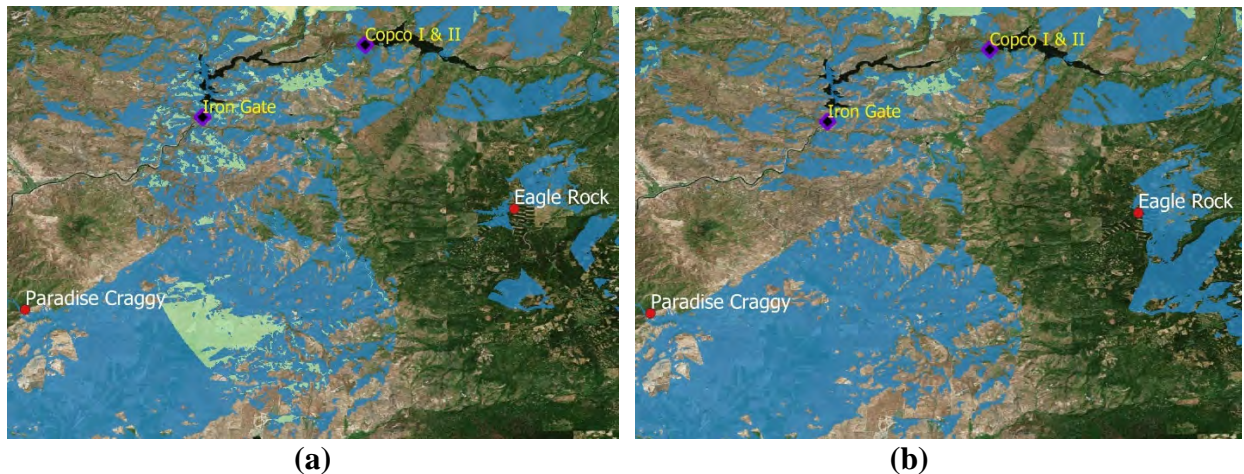 Copco I & II
Iron Gate
Eagle Rock
Paradise Craggy
(a)
Copco I & II
Iron Gate
Eagle Rock
Paradise Craggy
(b)